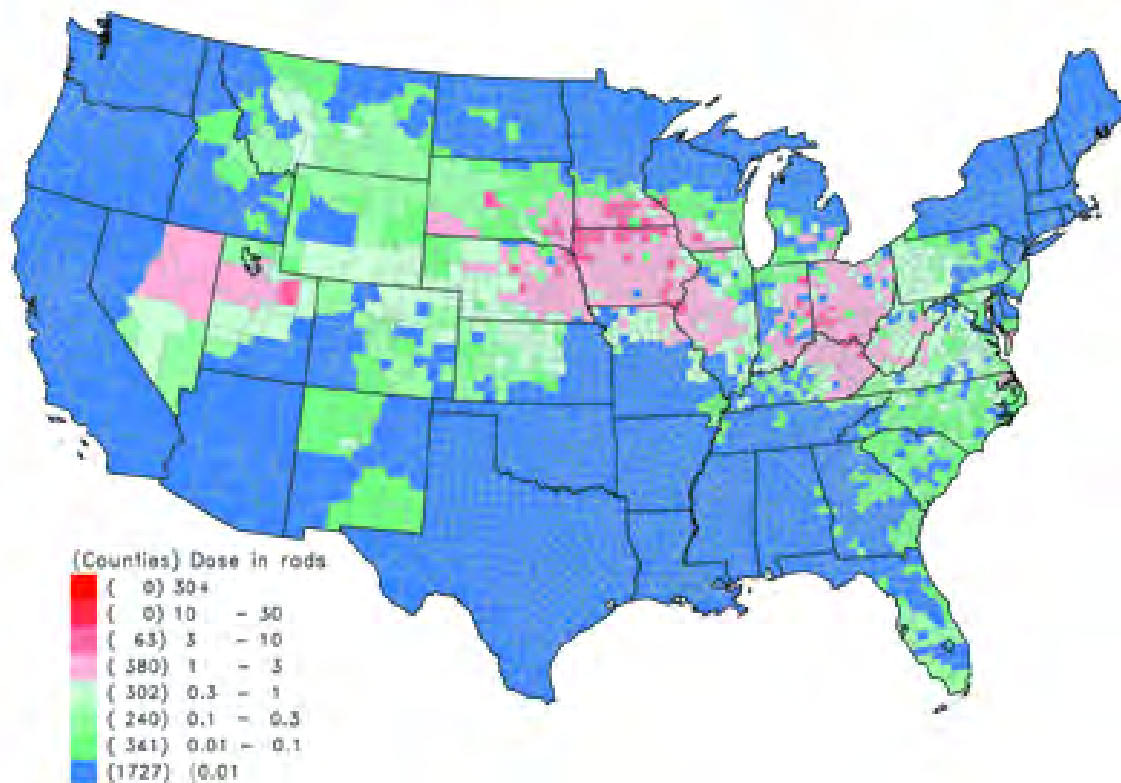 (Counties) Dose in rads
( 0) 30+
( 0) 10 - 30
( 63) 3 - 10
( 380) 1 - 3
( 302) 0.3 - 1
( 240) 0.1 - 0.3
( 341) 0.01 - 0.1
(1727) (0.01